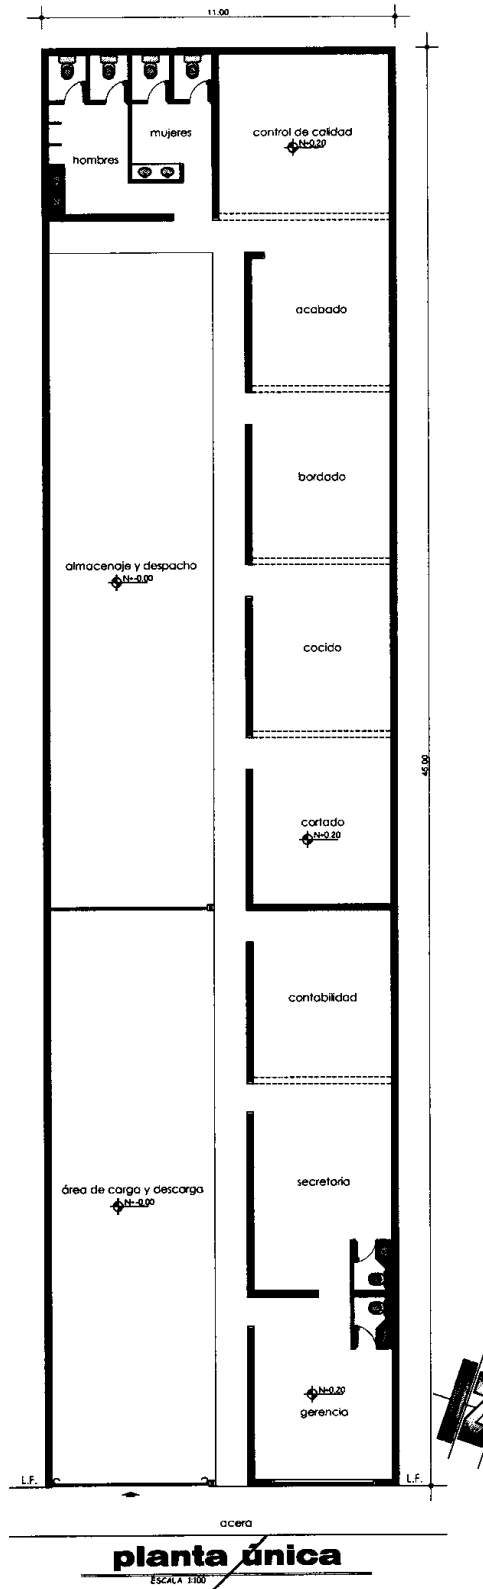 11.00
mujeres
control de calidad
N+0.20
hombres
acabado
bordado
almacenaje y despacho
N+-0.00
cocido
45.00
cortado
N+0.20
contabilidad
secretaria
área de carga y descarga
N+-0.00
N+0.20
gerencia
L.F.
L.F.
acera
planta única
ESCALA 1:100